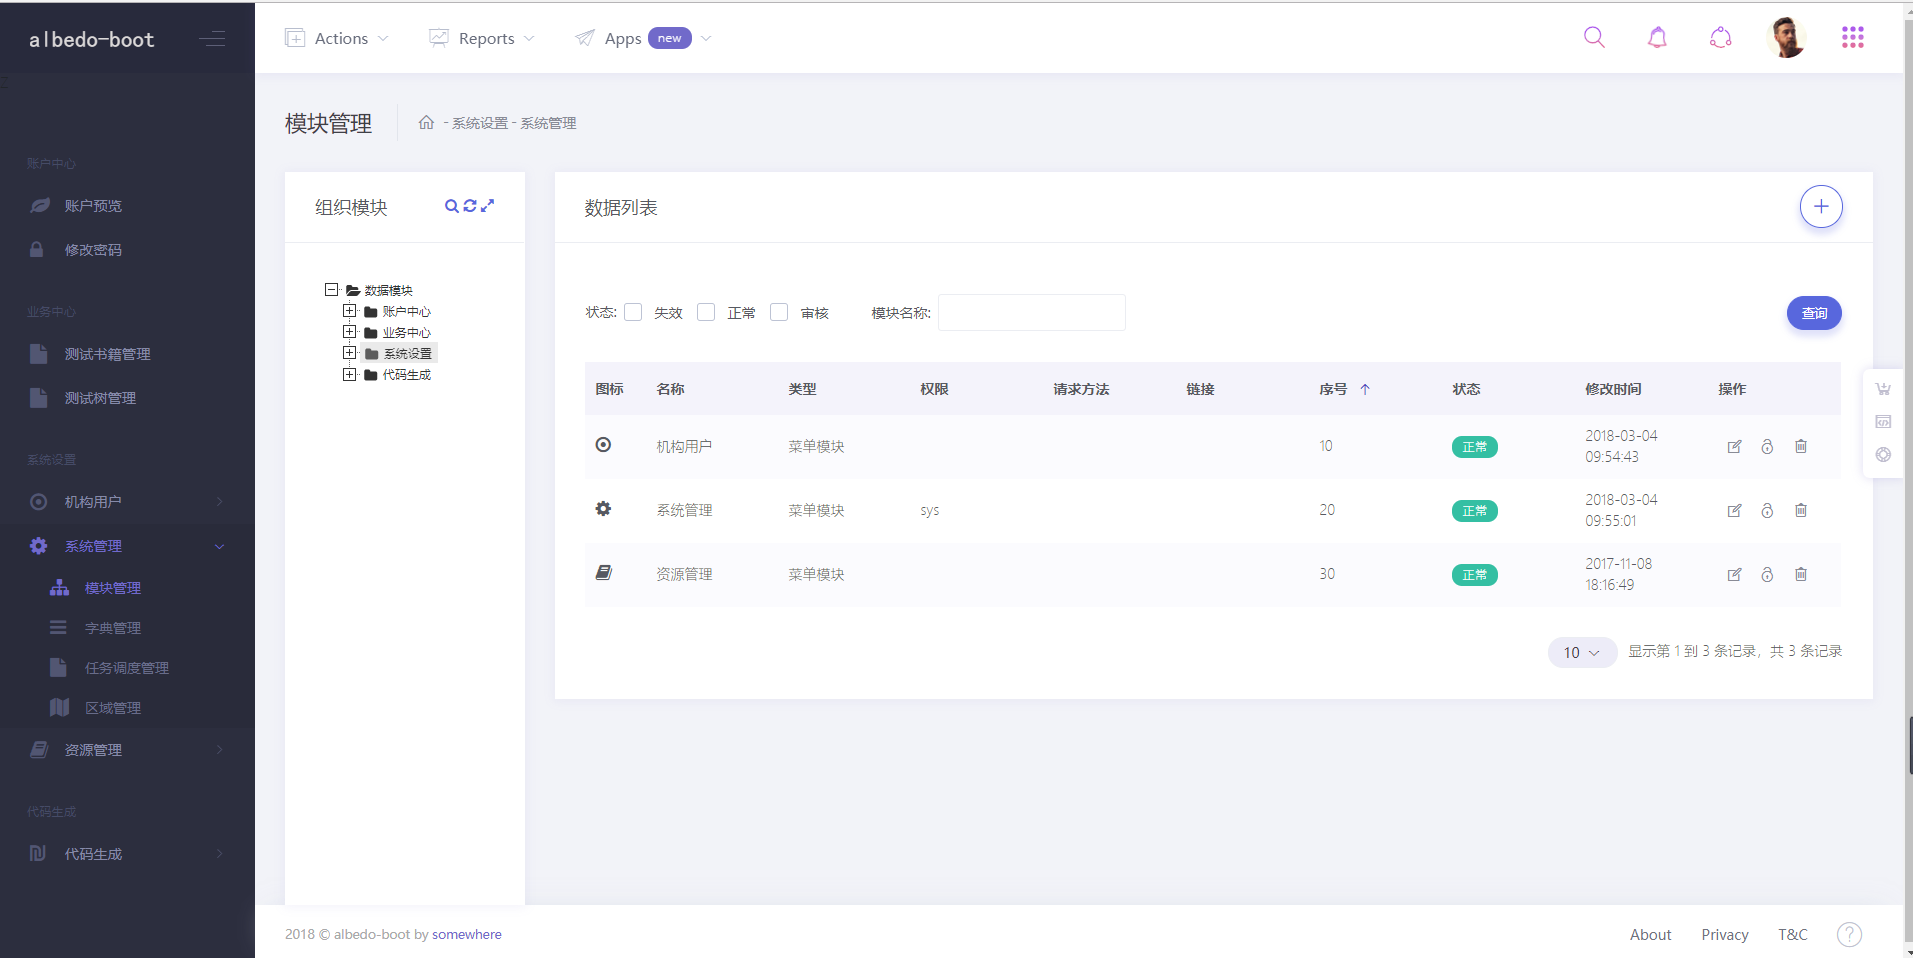 albedo-boot
Actions
Reports
Apps new
账户中心
账户预览
修改密码
业务中心
测试书籍管理
测试树管理
系统设置
机构用户
系统管理
模块管理
字典管理
任务调度管理
区域管理
资源管理
代码生成
代码生成
模块管理
- 系统设置 - 系统管理
组织模块
数据模块
账户中心
业务中心
系统设置
代码生成
数据列表
状态: 失效 正常 审核 模块名称: 查询
图标 名称 类型 权限 请求方法 链接 序号 状态 修改时间 操作
机构用户 菜单模块 10 正常 2018-03-04
09:54:43
系统管理 菜单模块 sys 20 正常 2018-03-04
09:55:01
资源管理 菜单模块 30 正常 2017-11-08
18:16:49
10 显示第 1 到 3 条记录，共 3 条记录
2018 © albedo-boot by somewhere
About Privacy T&C